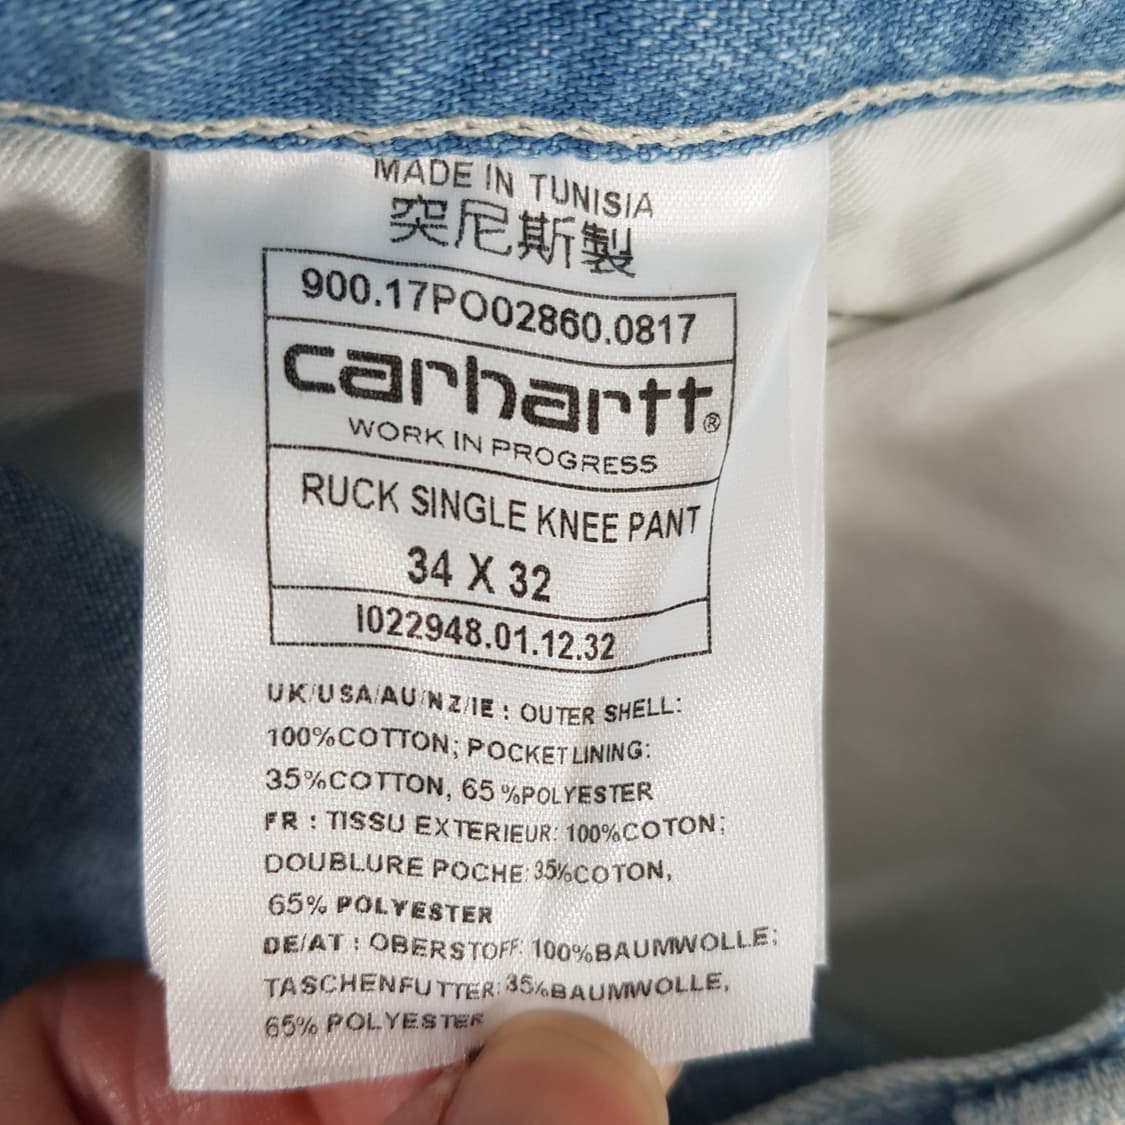 MADE IN TUNISIA
突尼斯製
900.17PO02860.0817
carhartt®
WORK IN PROGRESS
RUCK SINGLE KNEE PANT
34 X 32
I022948.01.12.32
UK/USA/AU/NZ/IE : OUTER SHELL:
100%COTTON; POCKET LINING:
35%COTTON, 65 %POLYESTER
FR : TISSU EXTERIEUR: 100%COTON;
DOUBLURE POCHE: 35%COTON,
65% POLYESTER
DE/AT : OBERSTOFF: 100%BAUMWOLLE;
TASCHENFUTTER: 35%BAUMWOLLE,
65% POLYESTER